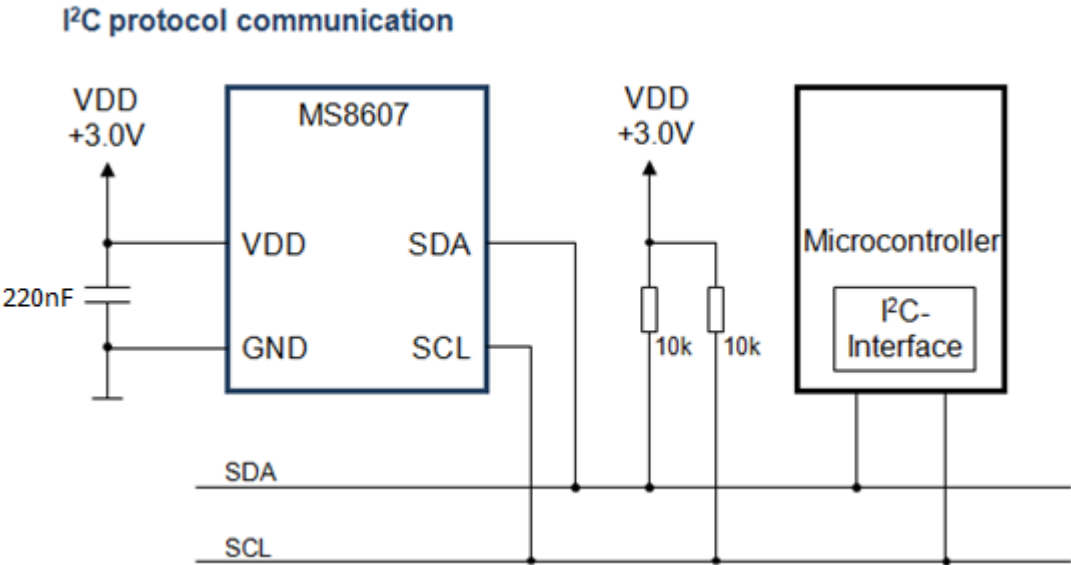 I²C protocol communication
VDD
+3.0V
MS8607
VDD
+3.0V
VDD
SDA
Microcontroller
220nF
I²C-
Interface
GND
SCL
10k
10k
SDA
SCL